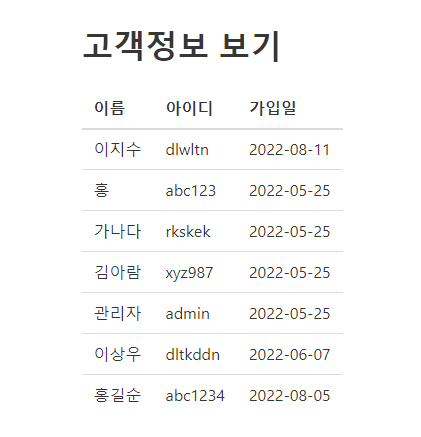 고객정보 보기
이름 아이디 가입일
이지수 dlwltn 2022-08-11
홍 abc123 2022-05-25
가나다 rkskek 2022-05-25
김아람 xyz987 2022-05-25
관리자 admin 2022-05-25
이상우 dltkddn 2022-06-07
홍길순 abc1234 2022-08-05